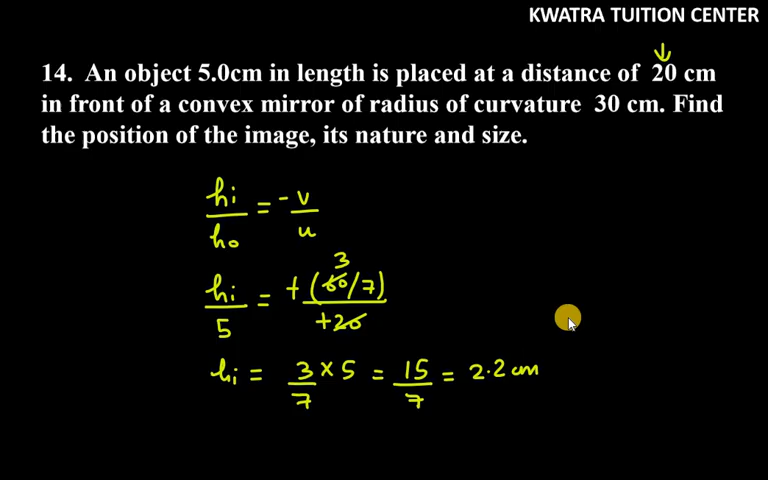 KWATRA TUITION CENTER
14. An object 5.0cm in length is placed at a distance of 20 cm
in front of a convex mirror of radius of curvature 30 cm. Find
the position of the image, its nature and size.
hi/ho = -v/u
3
hi/5 = +(60/7)/+20
hi = 3/7 × 5 = 15/7 = 2.2 cm